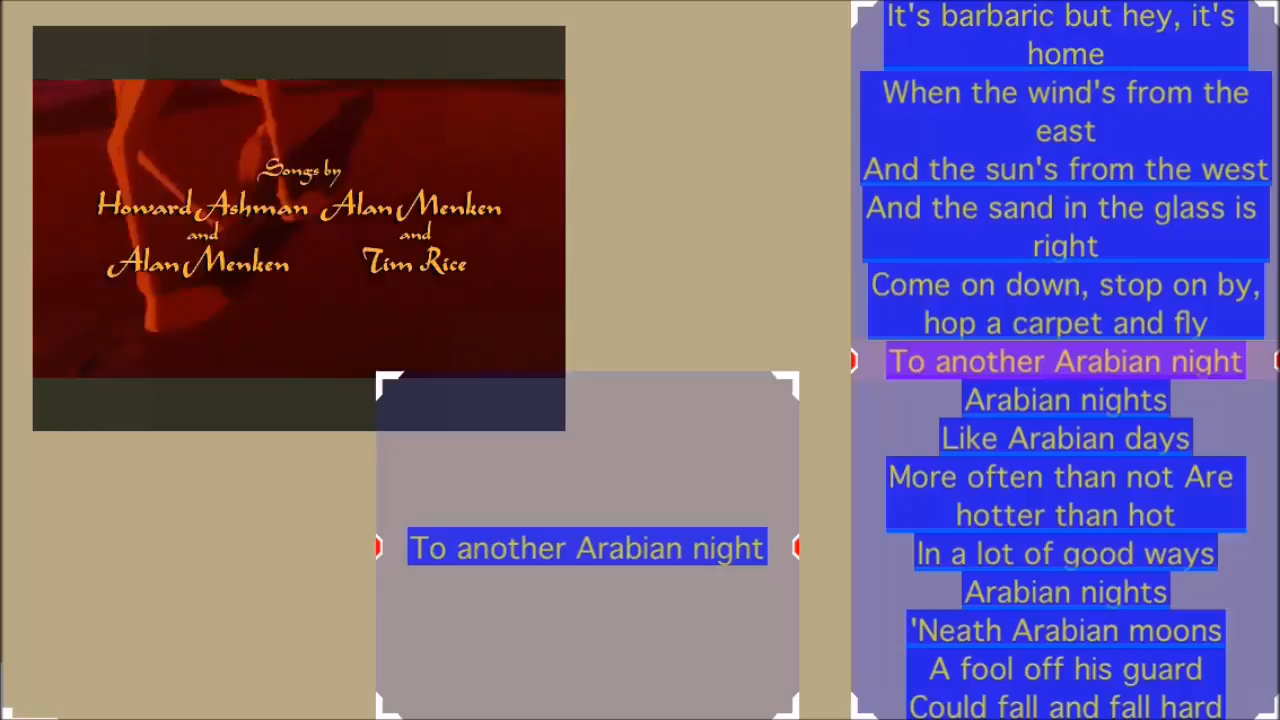 Songs by
Howard Ashman Alan Menken
and and
Alan Menken Tim Rice
To another Arabian night
It's barbaric but hey, it's
home
When the wind's from the
east
And the sun's from the west
And the sand in the glass is
right
Come on down, stop on by,
hop a carpet and fly
To another Arabian night
Arabian nights
Like Arabian days
More often than not Are
hotter than hot
In a lot of good ways
Arabian nights
'Neath Arabian moons
A fool off his guard
Could fall and fall hard